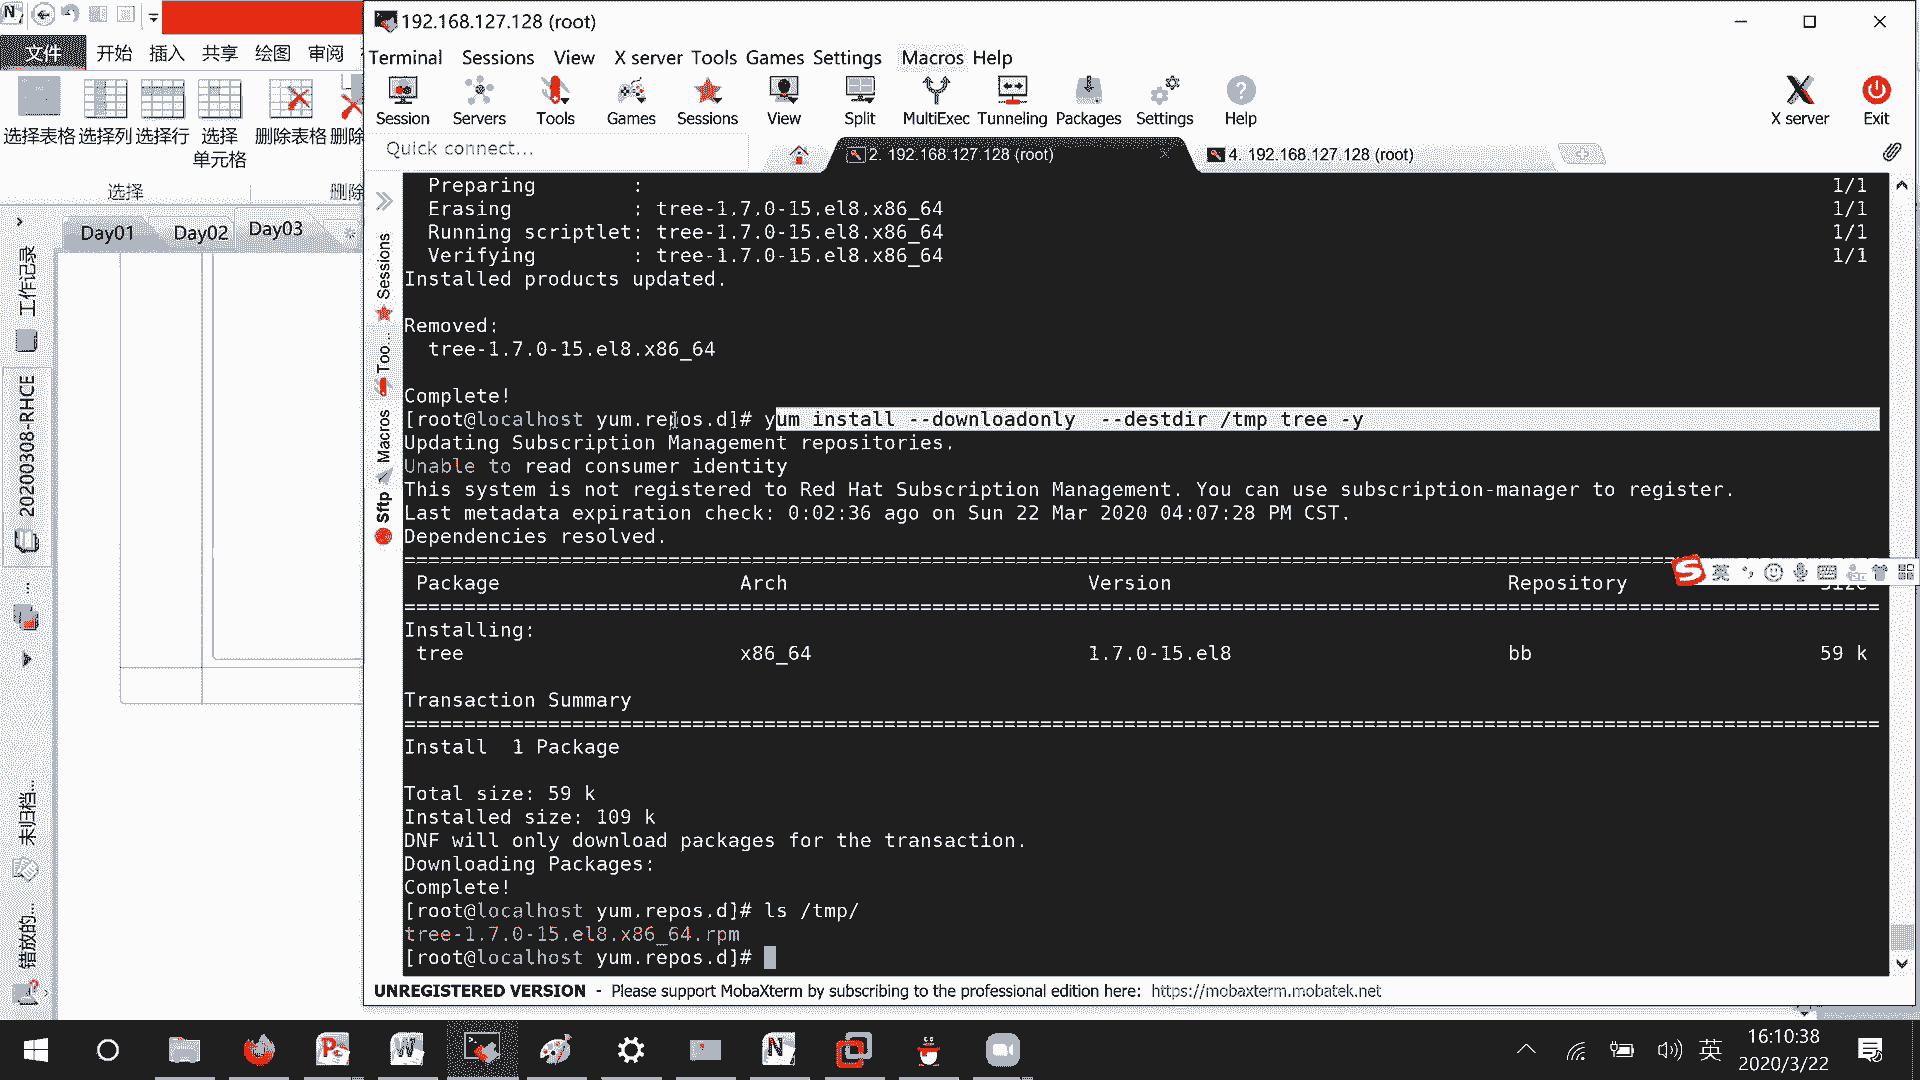 192.168.127.128 (root)
文件 开始 插入 共享 绘图 审阅
Terminal Sessions View X server Tools Games Settings Macros Help
选择表格 选择列 选择行 选择
单元格
删除表格 删除
选择 删除
Session Servers Tools Games Sessions View Split MultiExec Tunneling Packages Settings Help X server Exit
Quick connect...
2. 192.168.127.128 (root) 4. 192.168.127.128 (root)
Day01 Day02 Day03
工作记录
20200308-RHCE
未归档...
错放的...
Sessions
Too...
Macros
Sftp
Preparing : 1/1
Erasing : tree-1.7.0-15.el8.x86_64 1/1
Running scriptlet: tree-1.7.0-15.el8.x86_64 1/1
Verifying : tree-1.7.0-15.el8.x86_64 1/1
Installed products updated.
Removed:
tree-1.7.0-15.el8.x86_64
Complete!
[root@localhost yum.repos.d]# yum install --downloadonly --destdir /tmp tree -y
Updating Subscription Management repositories.
Unable to read consumer identity
This system is not registered to Red Hat Subscription Management. You can use subscription-manager to register.
Last metadata expiration check: 0:02:36 ago on Sun 22 Mar 2020 04:07:28 PM CST.
Dependencies resolved.
Package Arch Version Repository Size
Installing:
tree x86_64 1.7.0-15.el8 bb 59 k
Transaction Summary
Install 1 Package
Total size: 59 k
Installed size: 109 k
DNF will only download packages for the transaction.
Downloading Packages:
Complete!
[root@localhost yum.repos.d]# ls /tmp/
tree-1.7.0-15.el8.x86_64.rpm
[root@localhost yum.repos.d]#
UNREGISTERED VERSION - Please support MobaXterm by subscribing to the professional edition here: https://mobaxterm.mobatek.net
英
英
16:10:38
2020/3/22